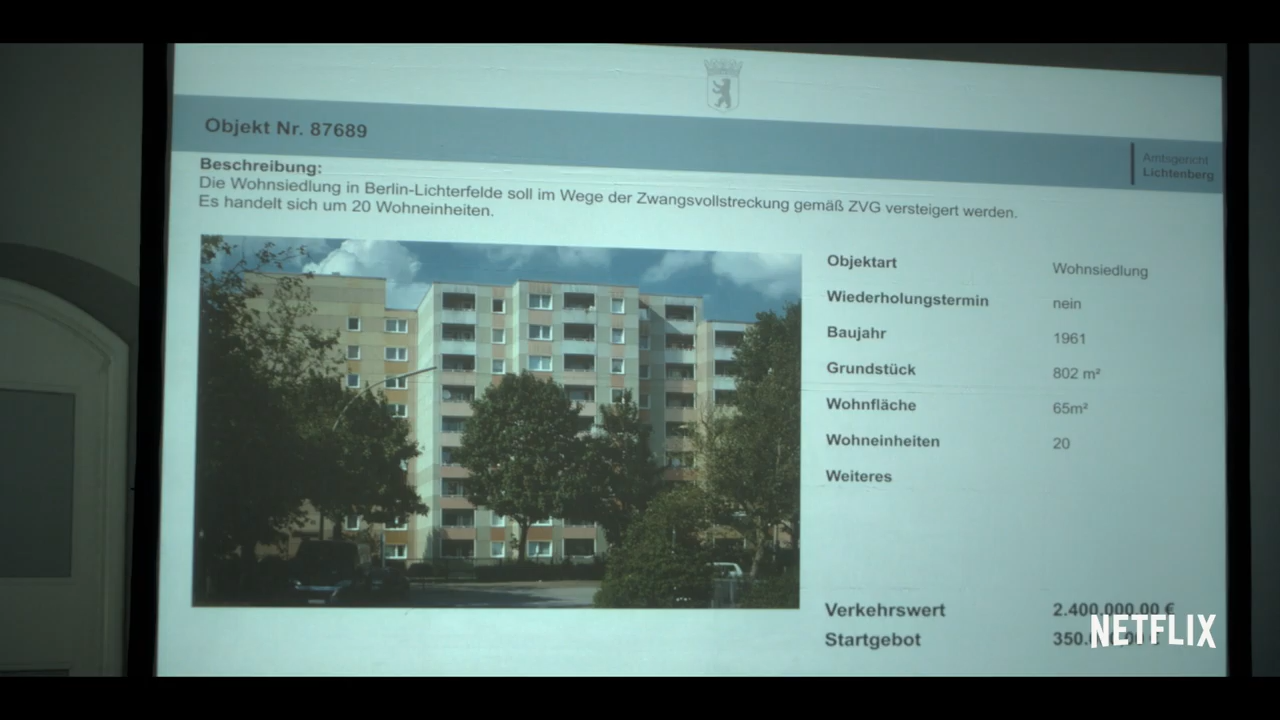 Objekt Nr. 87689
Amtsgericht
Lichtenberg
Beschreibung:
Die Wohnsiedlung in Berlin-Lichterfelde soll im Wege der Zwangsvollstreckung gemäß ZVG versteigert werden.
Es handelt sich um 20 Wohneinheiten.
Objektart Wohnsiedlung
Wiederholungstermin nein
Baujahr 1961
Grundstück 802 m²
Wohnfläche 65m²
Wohneinheiten 20
Weiteres
Verkehrswert 2.400.000,00 €
Startgebot
NETFLIX